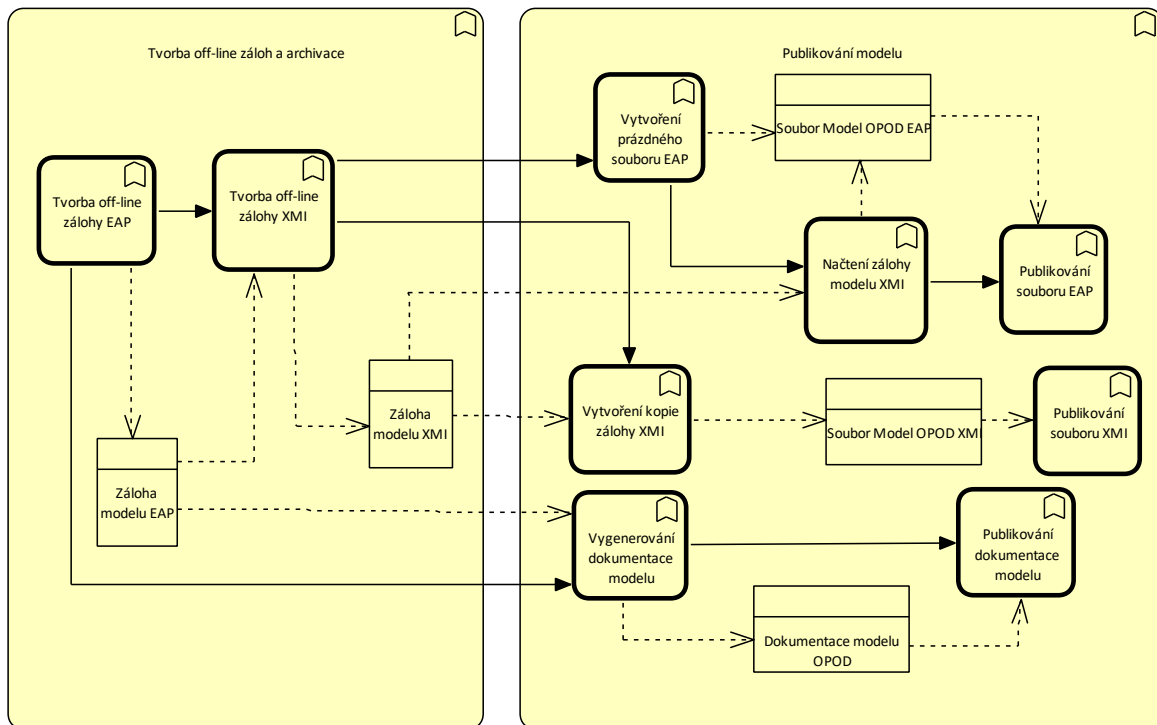 Tvorba off-line záloh a archivace
Tvorba off-line
zálohy EAP
Tvorba off-line
zálohy XMI
Záloha
modelu XMI
Záloha
modelu EAP
Publikování modelu
Vytvoření
prázdného
souboru EAP
Soubor Model OPOD EAP
Načtení zálohy
modelu XMI
Publikování
souboru EAP
Vytvoření kopie
zálohy XMI
Soubor Model OPOD XMI
Publikování
souboru XMI
Vygenerování
dokumentace
modelu
Publikování
dokumentace
modelu
Dokumentace modelu
OPOD